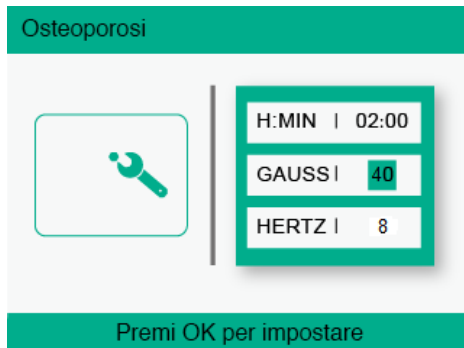 Osteoporosi
H:MIN | 02:00
GAUSS | 40
HERTZ | 8
Premi OK per impostare